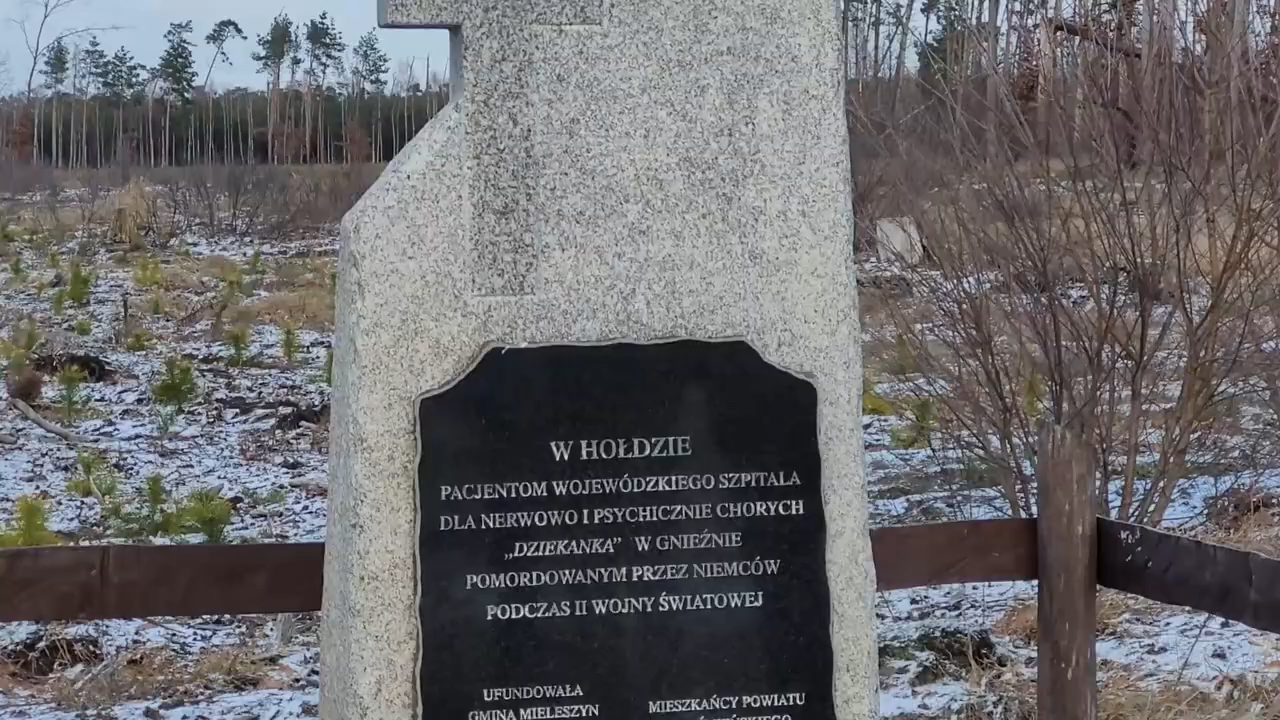 W HOŁDZIE
PACJENTOM WOJEWÓDZKIEGO SZPITALA
DLA NERWOWO I PSYCHICZNIE CHORYCH
„DZIEKANKA” W GNIEŹNIE
POMORDOWANYM PRZEZ NIEMCÓW
PODCZAS II WOJNY ŚWIATOWEJ
UFUNDOWAŁA
GMINA MIELESZYN
MIESZKAŃCY POWIATU